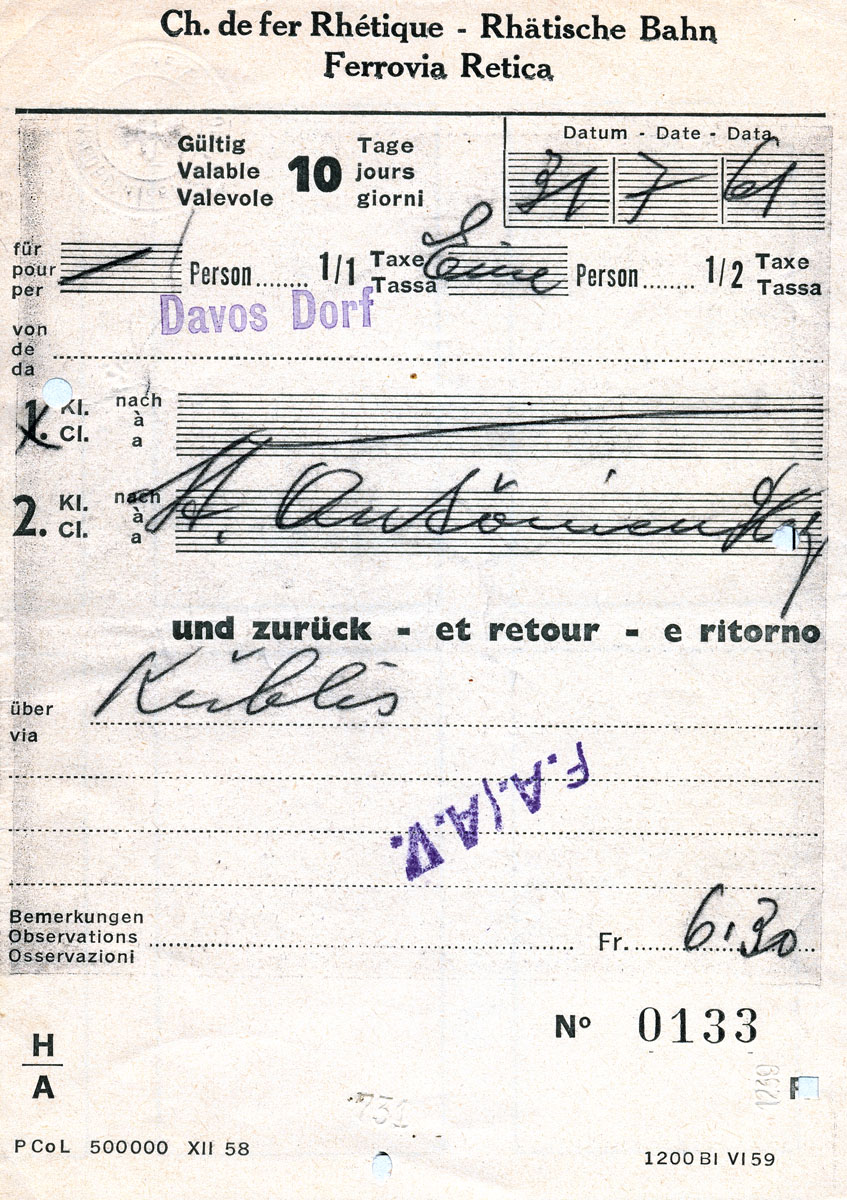 Ch. de fer Rhétique - Rhätische Bahn
Ferrovia Retica
Gültig
Valable
Valevole
10
Tage
jours
giorni
Datum - Date - Data
31 7 61
für
pour
per
Person........ 1/1 Taxe
Tassa
Eine Person....... 1/2 Taxe
Tassa
Davos Dorf
von
de
da
1. Kl.
Cl.
nach
à
a
2. Kl.
Cl.
nach
à
a
St. Antönien
und zurück - et retour - e ritorno
über
via
Küblis
F.A./A.V.
Bemerkungen
Observations
Osservazioni
Fr. 6.30
Nº 0133
H
A
1239
731
PCoL 500000 XII 58
1200 BI VI 59